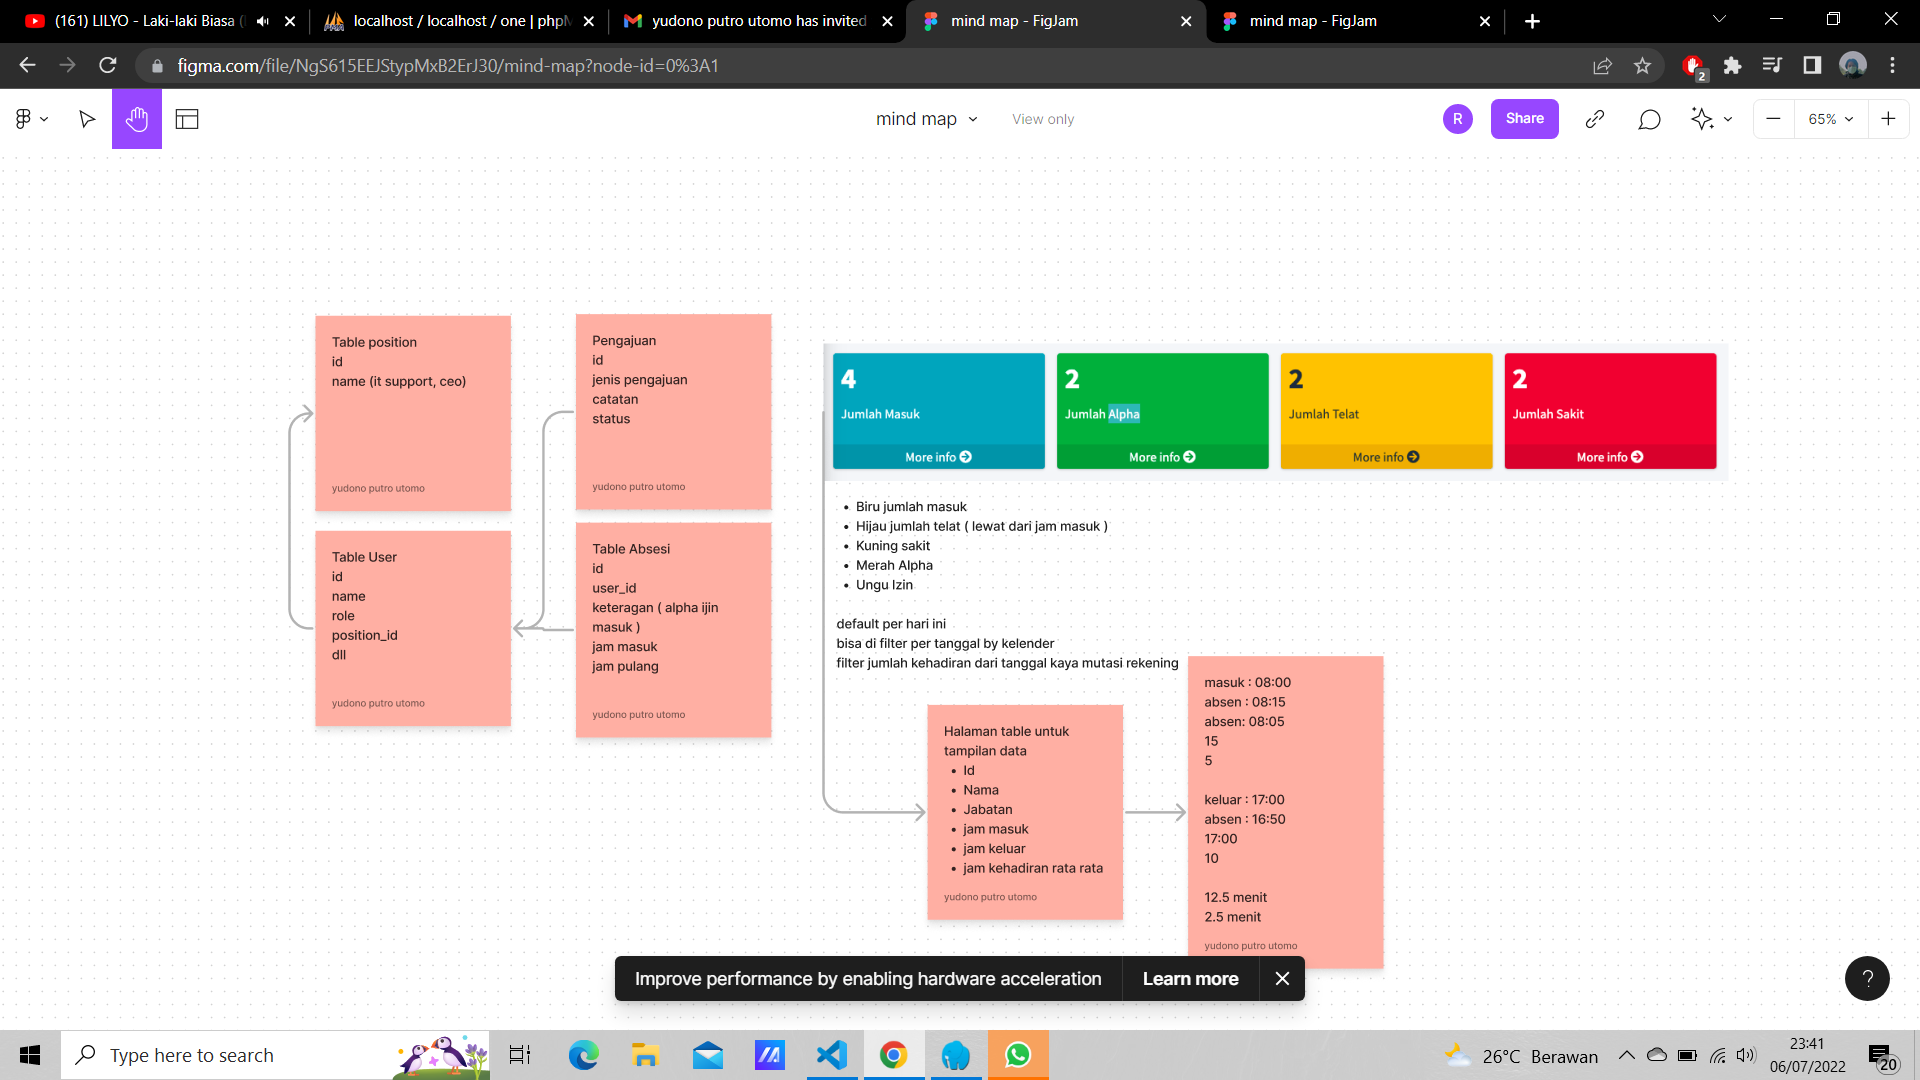 (161) LILYO - Laki-laki Biasa (
localhost / localhost / one | phpM
yudono putro utomo has invited
mind map - FigJam
mind map - FigJam
figma.com/file/NgS615EEJStypMxB2ErJ30/mind-map?node-id=0%3A1
2
mind map
View only
R
Share
65%
Table position
id
name (it support, ceo)
yudono putro utomo
Pengajuan
id
jenis pengajuan
catatan
status
yudono putro utomo
Table User
id
name
role
position_id
dll
yudono putro utomo
Table Absesi
id
user_id
keteragan ( alpha ijin
masuk )
jam masuk
jam pulang
yudono putro utomo
4
Jumlah Masuk
More info
2
Jumlah Alpha
More info
2
Jumlah Telat
More info
2
Jumlah Sakit
More info
• Biru jumlah masuk
• Hijau jumlah telat ( lewat dari jam masuk )
• Kuning sakit
• Merah Alpha
• Ungu Izin
default per hari ini
bisa di filter per tanggal by kelender
filter jumlah kehadiran dari tanggal kaya mutasi rekening
Halaman table untuk
tampilan data
• Id
• Nama
• Jabatan
• jam masuk
• jam keluar
• jam kehadiran rata rata
yudono putro utomo
masuk : 08:00
absen : 08:15
absen: 08:05
15
5
keluar : 17:00
absen : 16:50
17:00
10
12.5 menit
2.5 menit
yudono putro utomo
Improve performance by enabling hardware acceleration
Learn more
?
Type here to search
26°C Berawan
23:41
06/07/2022
20